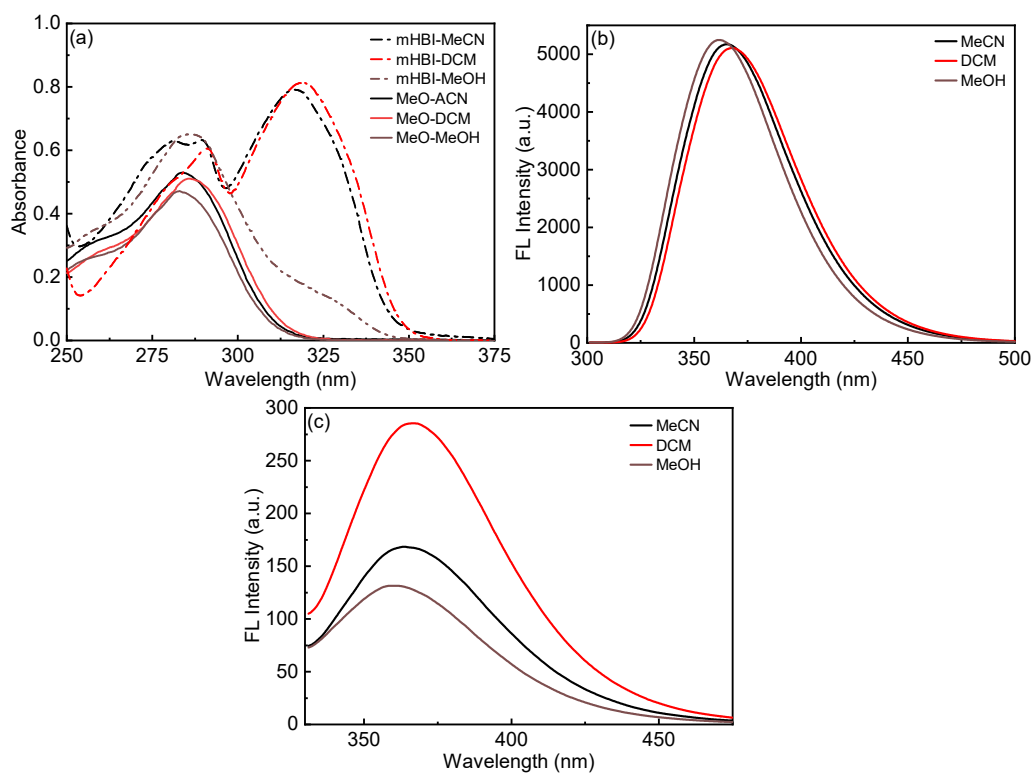 (a)
mHBI-MeCN
mHBI-DCM
mHBI-MeOH
MeO-ACN
MeO-DCM
MeO-MeOH
1.0
0.8
0.6
0.4
0.2
0.0
Absorbance
250 275 300 325 350 375
Wavelength (nm)
(b)
MeCN
DCM
MeOH
5000
4000
3000
2000
1000
0
FL Intensity (a.u.)
300 350 400 450 500
Wavelength (nm)
(c)
MeCN
DCM
MeOH
300
250
200
150
100
50
0
FL Intensity (a.u.)
350 400 450
Wavelength (nm)